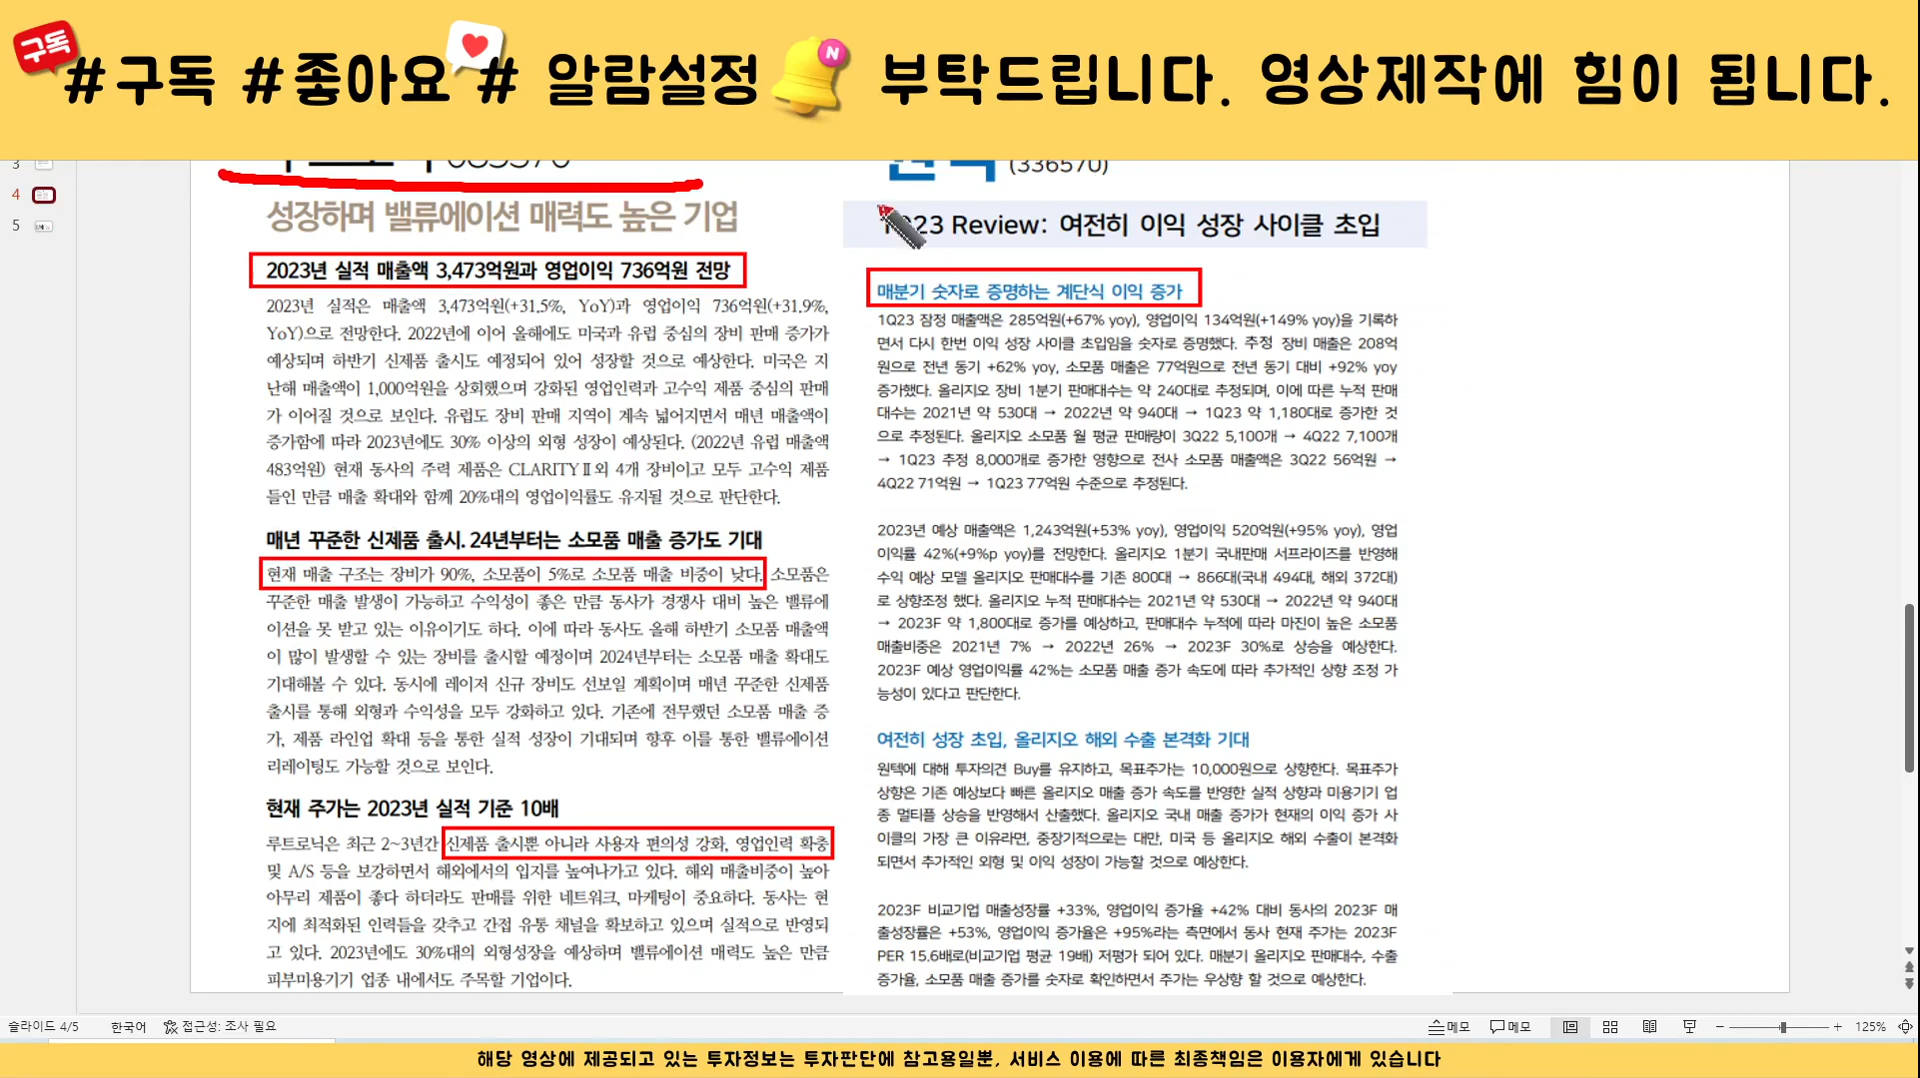 구독
#구독 #좋아요 # 알람설정 부탁드립니다. 영상제작에 힘이 됩니다.
N
3
4
5
원텍 (336570)
성장하며 밸류에이션 매력도 높은 기업
2023년 실적 매출액 3,473억원과 영업이익 736억원 전망
2023년 실적은 매출액 3,473억원(+31.5%, YoY)과 영업이익 736억원(+31.9%,
YoY)으로 전망한다. 2022년에 이어 올해에도 미국과 유럽 중심의 장비 판매 증가가
예상되며 하반기 신제품 출시도 예정되어 있어 성장할 것으로 예상한다. 미국은 지
난해 매출액이 1,000억원을 상회했으며 강화된 영업인력과 고수익 제품 중심의 판매
가 이어질 것으로 보인다. 유럽도 장비 판매 지역이 계속 넓어지면서 매년 매출액이
증가함에 따라 2023년에도 30% 이상의 외형 성장이 예상된다. (2022년 유럽 매출액
483억원) 현재 동사의 주력 제품은 CLARITYⅡ외 4개 장비이고 모두 고수익 제품
들인 만큼 매출 확대와 함께 20%대의 영업이익률도 유지될 것으로 판단한다.
매년 꾸준한 신제품 출시. 24년부터는 소모품 매출 증가도 기대
현재 매출 구조는 장비가 90%, 소모품이 5%로 소모품 매출 비중이 낮다. 소모품은
꾸준한 매출 발생이 가능하고 수익성이 좋은 만큼 동사가 경쟁사 대비 높은 밸류에
이션을 못 받고 있는 이유이기도 하다. 이에 따라 동사도 올해 하반기 소모품 매출액
이 많이 발생할 수 있는 장비를 출시할 예정이며 2024년부터는 소모품 매출 확대도
기대해볼 수 있다. 동시에 레이저 신규 장비도 선보일 계획이며 매년 꾸준한 신제품
출시를 통해 외형과 수익성을 모두 강화하고 있다. 기존에 전무했던 소모품 매출 증
가, 제품 라인업 확대 등을 통한 실적 성장이 기대되며 향후 이를 통한 밸류에이션
리레이팅도 가능할 것으로 보인다.
현재 주가는 2023년 실적 기준 10배
루트로닉은 최근 2~3년간 신제품 출시뿐 아니라 사용자 편의성 강화, 영업인력 확충
및 A/S 등을 보강하면서 해외에서의 입지를 높여나가고 있다. 해외 매출비중이 높아
아무리 제품이 좋다 하더라도 판매를 위한 네트워크, 마케팅이 중요하다. 동사는 현
지에 최적화된 인력들을 갖추고 간접 유통 채널을 확보하고 있으며 실적으로 반영되
고 있다. 2023년에도 30%대의 외형성장을 예상하며 밸류에이션 매력도 높은 만큼
피부미용기기 업종 내에서도 주목할 기업이다.
1Q23 Review: 여전히 이익 성장 사이클 초입
매분기 숫자로 증명하는 계단식 이익 증가
1Q23 잠정 매출액은 285억원(+67% yoy), 영업이익 134억원(+149% yoy)을 기록하
면서 다시 한번 이익 성장 사이클 초입임을 숫자로 증명했다. 추정 장비 매출은 208억
원으로 전년 동기 +62% yoy, 소모품 매출은 77억원으로 전년 동기 대비 +92% yoy
증가했다. 올리지오 장비 1분기 판매대수는 약 240대로 추정되며, 이에 따른 누적 판매
대수는 2021년 약 530대 → 2022년 약 940대 → 1Q23 약 1,180대로 증가한 것
으로 추정된다. 올리지오 소모품 월 평균 판매량이 3Q22 5,100개 → 4Q22 7,100개
→ 1Q23 추정 8,000개로 증가한 영향으로 전사 소모품 매출액은 3Q22 56억원 →
4Q22 71억원 → 1Q23 77억원 수준으로 추정된다.
2023년 예상 매출액은 1,243억원(+53% yoy), 영업이익 520억원(+95% yoy), 영업
이익률 42%(+9%p yoy)를 전망한다. 올리지오 1분기 국내판매 서프라이즈를 반영해
수익 예상 모델 올리지오 판매대수를 기존 800대 → 866대(국내 494대, 해외 372대)
로 상향조정 했다. 올리지오 누적 판매대수는 2021년 약 530대 → 2022년 약 940대
→ 2023F 약 1,800대로 증가를 예상하고, 판매대수 누적에 따라 마진이 높은 소모품
매출비중은 2021년 7% → 2022년 26% → 2023F 30%로 상승을 예상한다.
2023F 예상 영업이익률 42%는 소모품 매출 증가 속도에 따라 추가적인 상향 조정 가
능성이 있다고 판단한다.
여전히 성장 초입, 올리지오 해외 수출 본격화 기대
원텍에 대해 투자의견 Buy를 유지하고, 목표주가는 10,000원으로 상향한다. 목표주가
상향은 기존 예상보다 빠른 올리지오 매출 증가 속도를 반영한 실적 상향과 미용기기 업
종 멀티플 상승을 반영해서 산출했다. 올리지오 국내 매출 증가가 현재의 이익 증가 사
이클의 가장 큰 이유라면, 중장기적으로는 대만, 미국 등 올리지오 해외 수출이 본격화
되면서 추가적인 외형 및 이익 성장이 가능할 것으로 예상한다.
2023F 비교기업 매출성장률 +33%, 영업이익 증가율 +42% 대비 동사의 2023F 매
출성장률은 +53%, 영업이익 증가율은 +95%라는 측면에서 동사 현재 주가는 2023F
PER 15.6배로(비교기업 평균 19배) 저평가 되어 있다. 매분기 올리지오 판매대수, 수출
증가율, 소모품 매출 증가를 숫자로 확인하면서 주가는 우상향 할 것으로 예상한다.
슬라이드 4/5 한국어 접근성: 조사 필요 메모 메모 125%
해당 영상에 제공되고 있는 투자정보는 투자판단에 참고용일뿐, 서비스 이용에 따른 최종책임은 이용자에게 있습니다